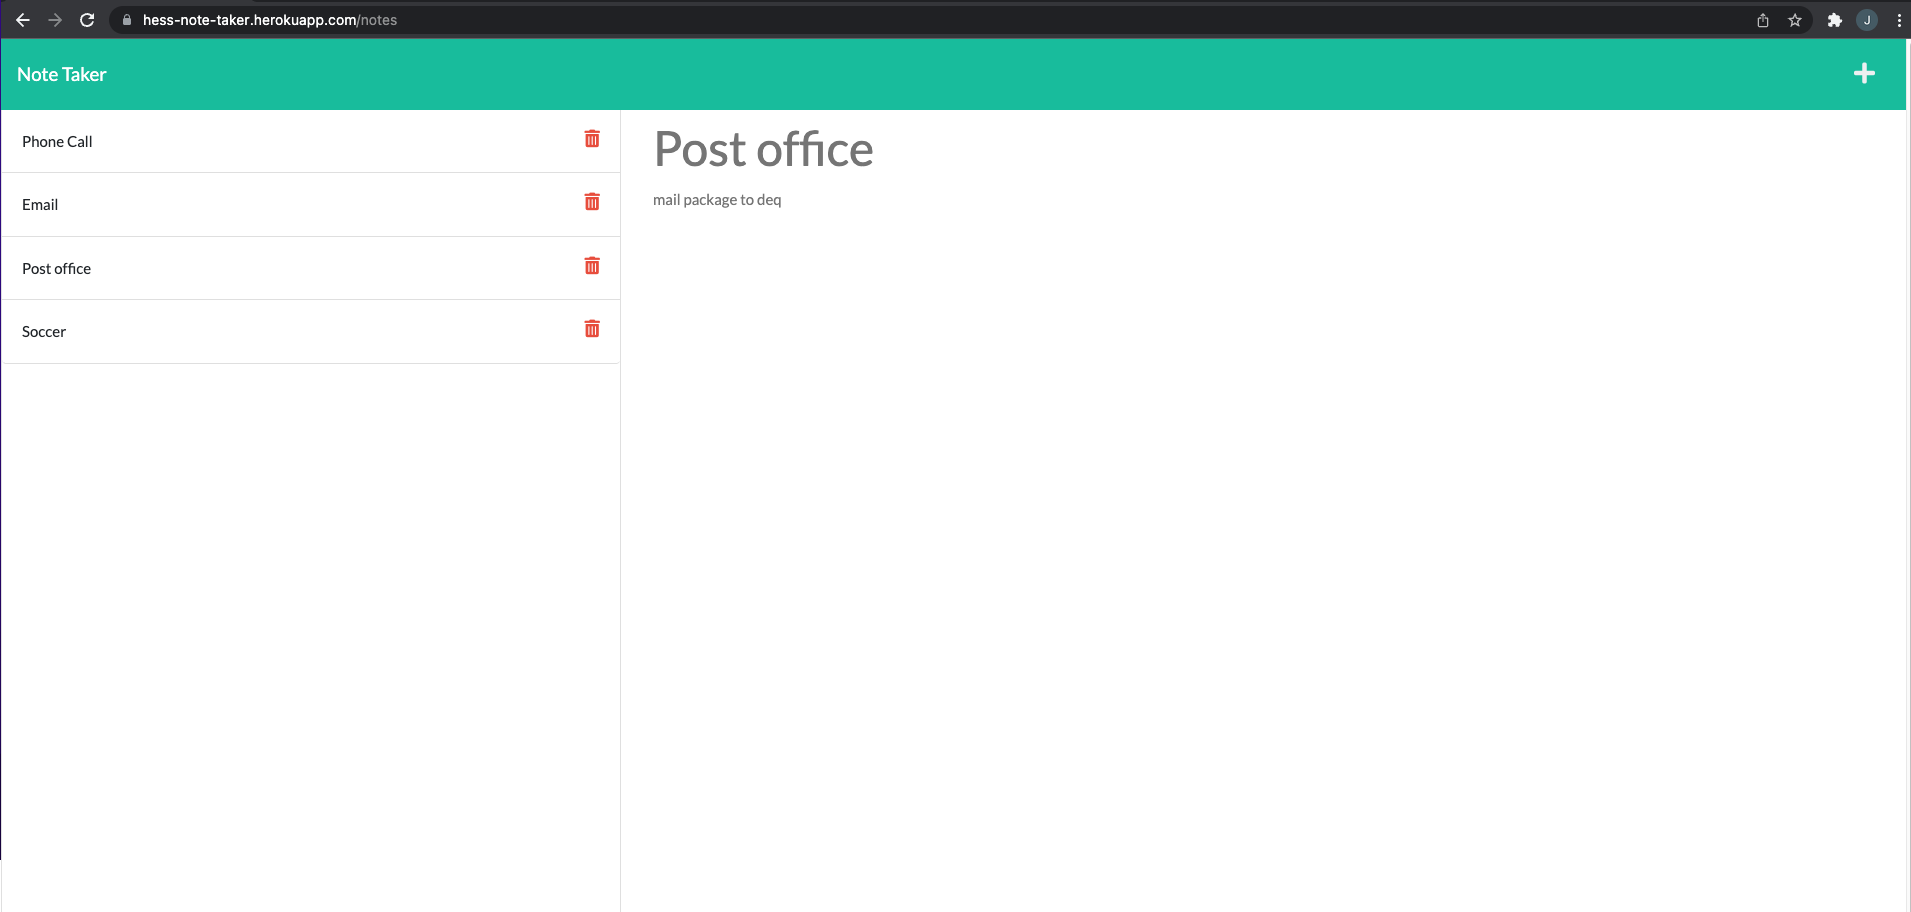 hess-note-taker.herokuapp.com/notes
J
Note Taker
Phone Call
Email
Post office
Soccer
Post office
mail package to deq